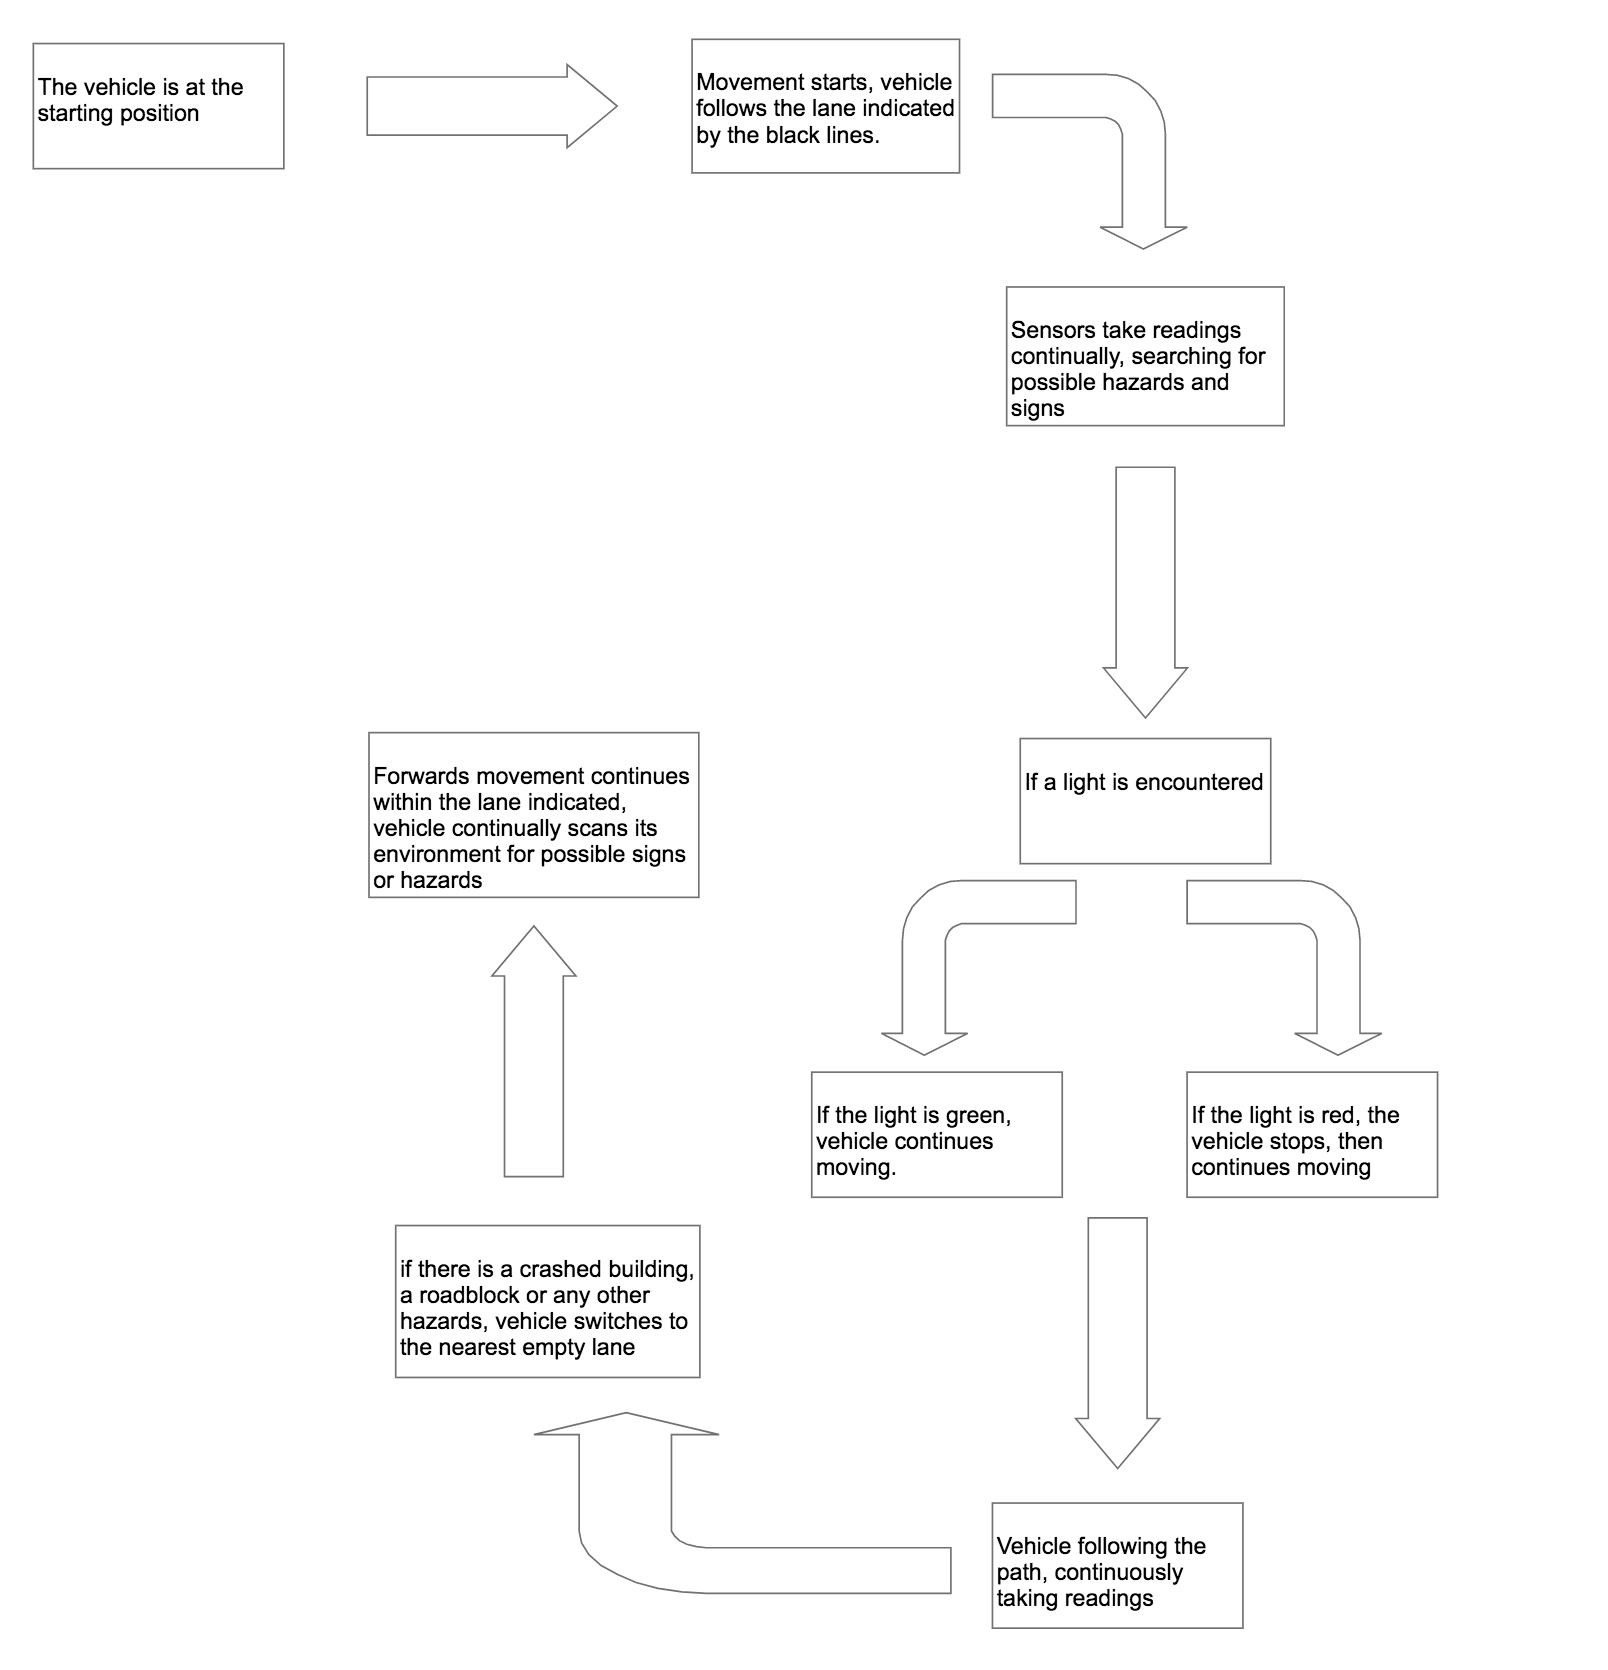 The vehicle is at the
starting position
Movement starts, vehicle
follows the lane indicated
by the black lines.
Sensors take readings
continually, searching for
possible hazards and
signs
If a light is encountered
If the light is green,
vehicle continues
moving.
If the light is red, the
vehicle stops, then
continues moving
Vehicle following the
path, continuously
taking readings
if there is a crashed building,
a roadblock or any other
hazards, vehicle switches to
the nearest empty lane
Forwards movement continues
within the lane indicated,
vehicle continually scans its
environment for possible signs
or hazards